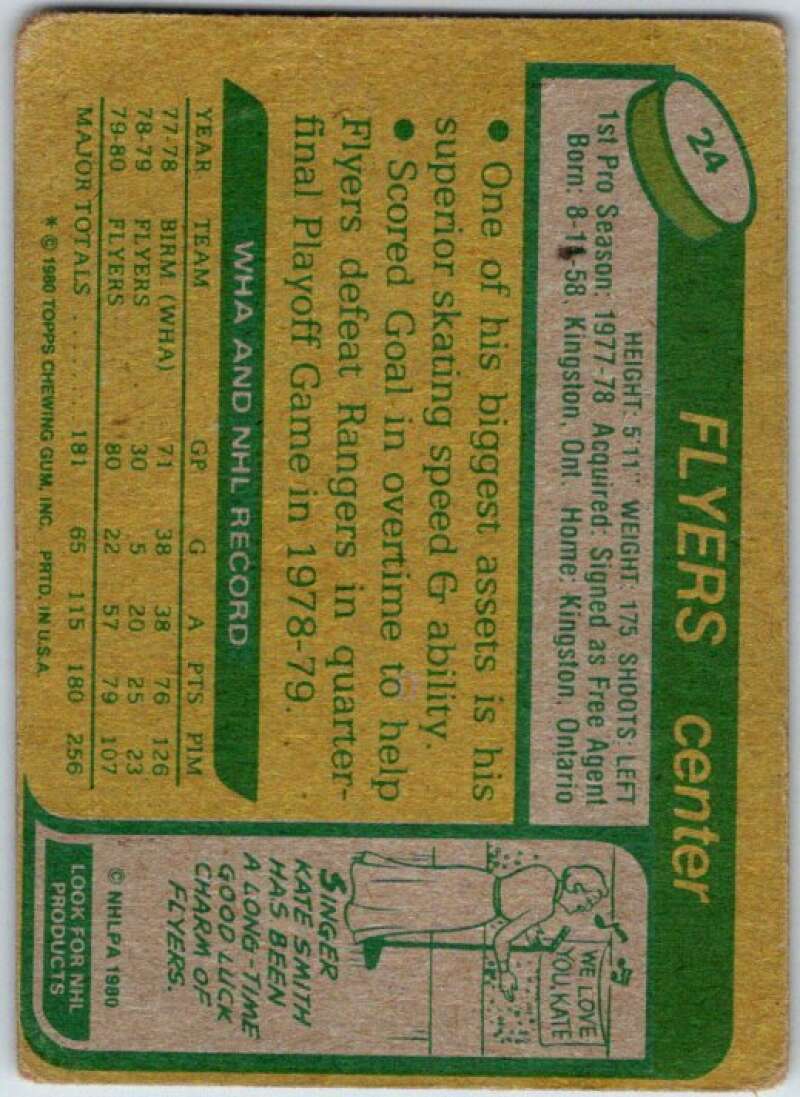 24
FLYERS center
HEIGHT: 5'11" WEIGHT: 175 SHOOTS: LEFT
1st Pro Season: 1977-78 Acquired: Signed as Free Agent
Born: 8-11-58, Kingston, Ont. Home: Kingston, Ontario
• One of his biggest assets is his
superior skating speed & ability.
• Scored Goal in overtime to help
Flyers defeat Rangers in quarter-
final Playoff Game in 1978-79.
WHA AND NHL RECORD
YEAR TEAM GP G A PTS PIM
77-78 BIRM (WHA) 71 38 38 76 126
78-79 FLYERS 30 5 20 25 23
79-80 FLYERS 80 22 57 79 107
MAJOR TOTALS ........ 181 65 115 180 256
* © 1980 TOPPS CHEWING GUM, INC. PRTD. IN U.S.A.
WE LOVE
YOU, KATE
SINGER
KATE SMITH
HAS BEEN
A LONG-TIME
GOOD LUCK
CHARM OF
FLYERS.
© NHLPA 1980
LOOK FOR NHL
PRODUCTS